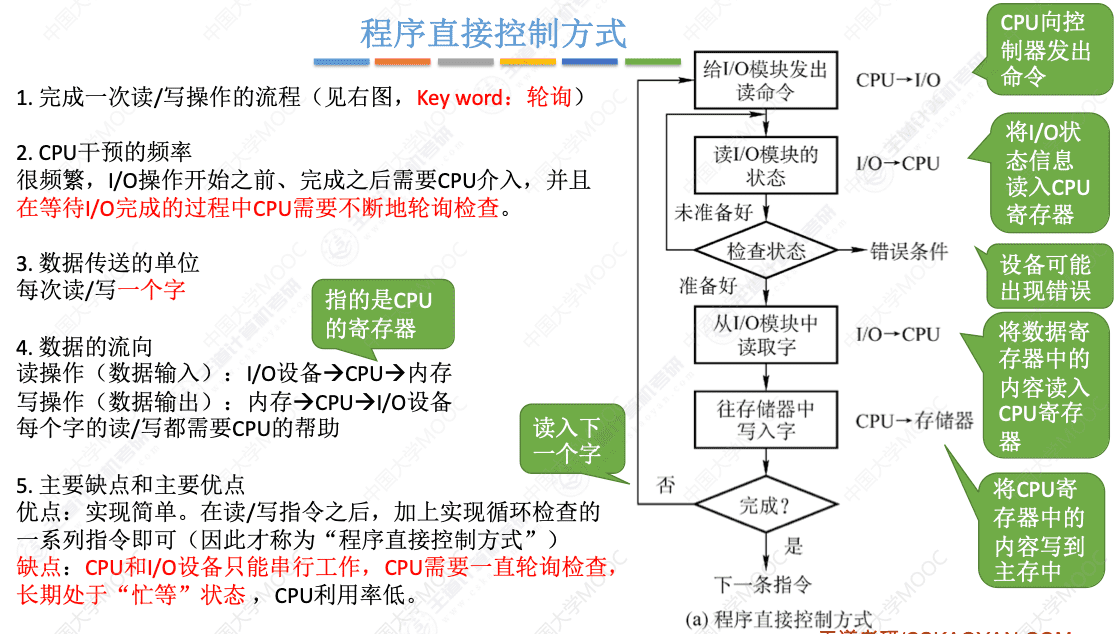 程序直接控制方式
1. 完成一次读/写操作的流程（见右图，Key word：轮询）
2. CPU干预的频率
很频繁，I/O操作开始之前、完成之后需要CPU介入，并且
在等待I/O完成的过程中CPU需要不断地轮询检查。
3. 数据传送的单位
每次读/写一个字
指的是CPU
的寄存器
4. 数据的流向
读操作（数据输入）：I/O设备→CPU→内存
写操作（数据输出）：内存→CPU→I/O设备
每个字的读/写都需要CPU的帮助
5. 主要缺点和主要优点
优点：实现简单。在读/写指令之后，加上实现循环检查的
一系列指令即可（因此才称为“程序直接控制方式”）
缺点：CPU和I/O设备只能串行工作，CPU需要一直轮询检查，
长期处于“忙等”状态 ，CPU利用率低。
给I/O模块发出
读命令
CPU→I/O
CPU向控
制器发出
命令
读I/O模块的
状态
I/O→CPU
将I/O状
态信息
读入CPU
寄存器
未准备好
检查状态
错误条件
设备可能
出现错误
准备好
从I/O模块中
读取字
I/O→CPU
将数据寄
存器中的
内容读入
CPU寄存
器
往存储器中
写入字
CPU→存储器
将CPU寄
存器中的
内容写到
主存中
读入下
一个字
否
完成？
是
下一条指令
(a) 程序直接控制方式
中国大学MOOC
王道计算机考研